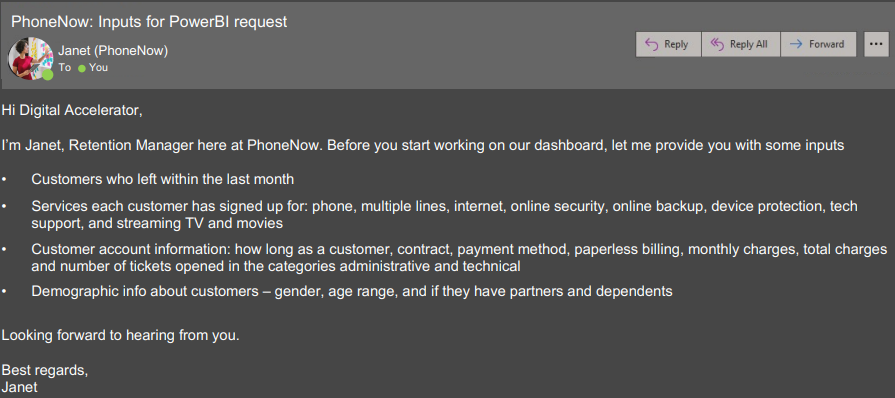 PhoneNow: Inputs for PowerBI request
Janet (PhoneNow)
To You
Reply
Reply All
Forward
Hi Digital Accelerator,
I'm Janet, Retention Manager here at PhoneNow. Before you start working on our dashboard, let me provide you with some inputs
• Customers who left within the last month
• Services each customer has signed up for: phone, multiple lines, internet, online security, online backup, device protection, tech
support, and streaming TV and movies
• Customer account information: how long as a customer, contract, payment method, paperless billing, monthly charges, total charges
and number of tickets opened in the categories administrative and technical
• Demographic info about customers – gender, age range, and if they have partners and dependents
Looking forward to hearing from you.
Best regards,
Janet